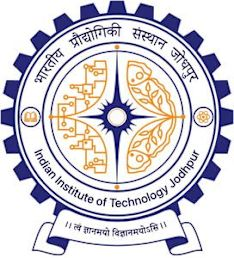 भारतीय प्रौद्योगिकी संस्थान जोधपुर
Indian Institute of Technology Jodhpur
।। त्वं ज्ञानमयो विज्ञानमयोऽसि ।।